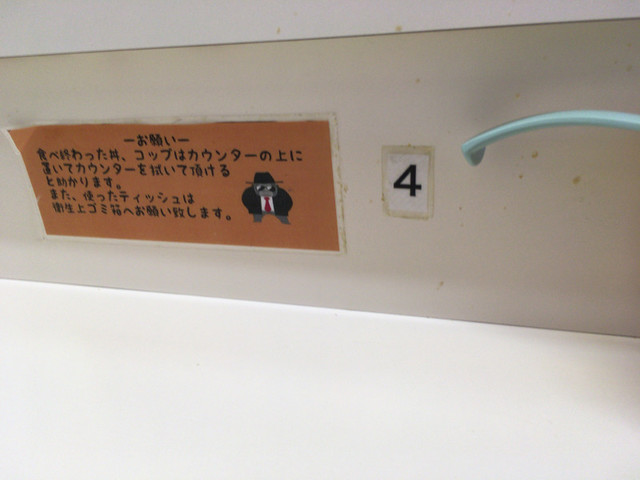 ーお願いー
食べ終わった丼、コップはカウンターの上に
置いてカウンターを拭いて頂ける
と助かります。
また、使ったティッシュは
衛生上ゴミ箱へお願い致します。
4